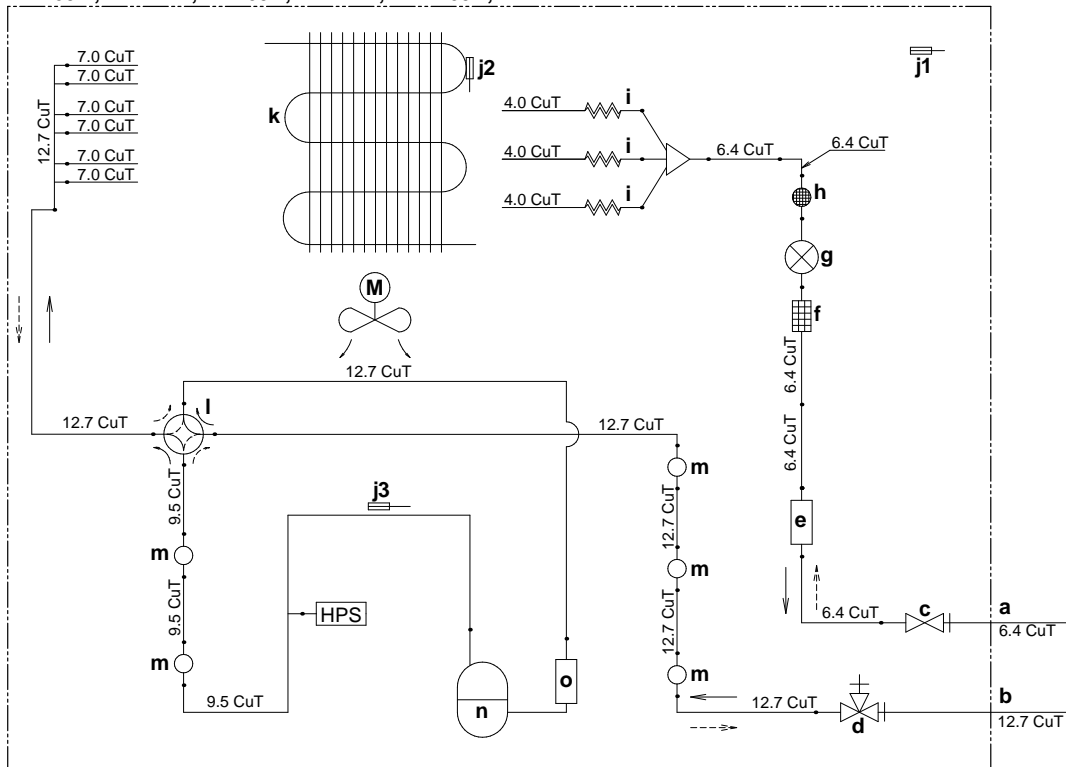 7.0 CuT
7.0 CuT
7.0 CuT
7.0 CuT
7.0 CuT
7.0 CuT
12.7 CuT
k
j2
j1
4.0 CuT
i
4.0 CuT
i
4.0 CuT
i
6.4 CuT
6.4 CuT
h
g
f
M
12.7 CuT
6.4 CuT
l
12.7 CuT
12.7 CuT
6.4 CuT
9.5 CuT
j3
m
12.7 CuT
e
m
m
9.5 CuT
HPS
12.7 CuT
6.4 CuT
c
a
6.4 CuT
m
m
9.5 CuT
n
o
12.7 CuT
d
b
12.7 CuT